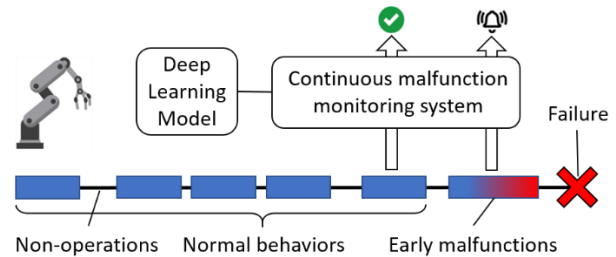 Deep
Learning
Model
Continuous malfunction
monitoring system
Failure
Non-operations
Normal behaviors
Early malfunctions